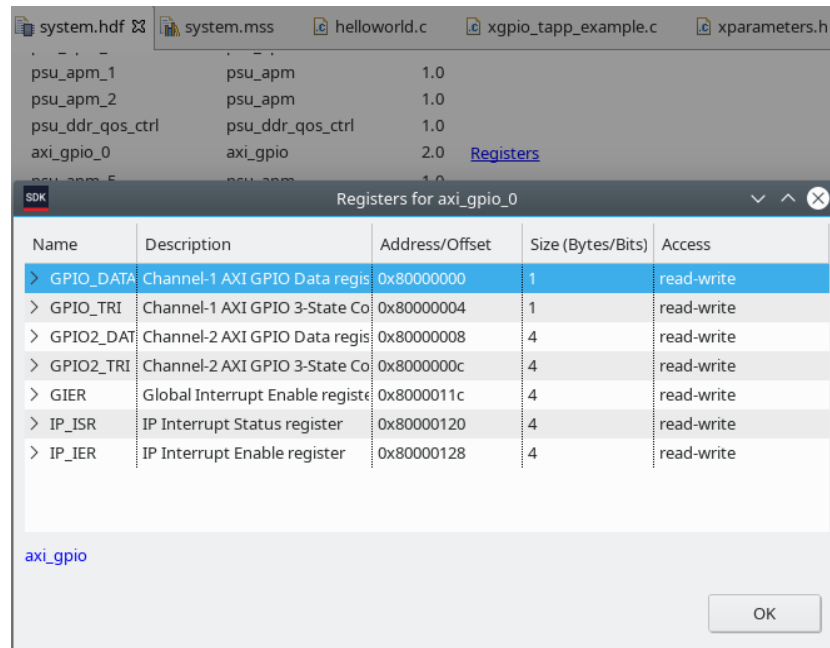 system.hdf system.mss helloworld.c xgpio_tapp_example.c xparameters.h
psu_apm_1 psu_apm 1.0
psu_apm_2 psu_apm 1.0
psu_ddr_qos_ctrl psu_ddr_qos_ctrl 1.0
axi_gpio_0 axi_gpio 2.0 Registers
SDK Registers for axi_gpio_0
Name Description Address/Offset Size (Bytes/Bits) Access
GPIO_DATA Channel-1 AXI GPIO Data regis 0x80000000 1 read-write
GPIO_TRI Channel-1 AXI GPIO 3-State Co 0x80000004 1 read-write
GPIO2_DAT Channel-2 AXI GPIO Data regis 0x80000008 4 read-write
GPIO2_TRI Channel-2 AXI GPIO 3-State Co 0x8000000c 4 read-write
GIER Global Interrupt Enable registe 0x8000011c 4 read-write
IP_ISR IP Interrupt Status register 0x80000120 4 read-write
IP_IER IP Interrupt Enable register 0x80000128 4 read-write
axi_gpio
OK